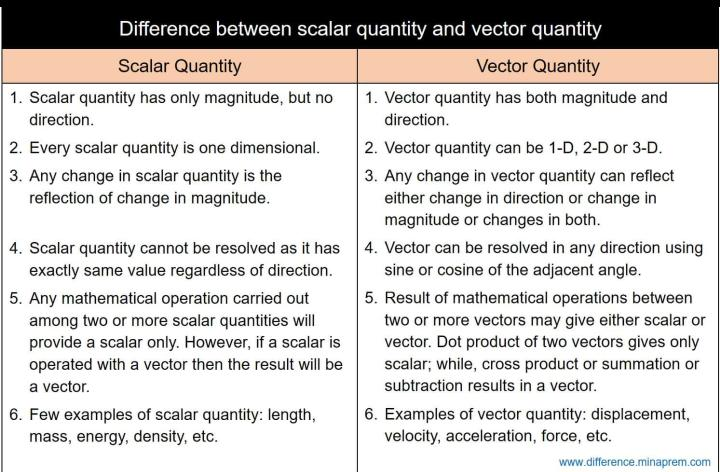 Difference between scalar quantity and vector quantity
Scalar Quantity
1. Scalar quantity has only magnitude, but no
direction.
2. Every scalar quantity is one dimensional.
3. Any change in scalar quantity is the
reflection of change in magnitude.
4. Scalar quantity cannot be resolved as it has
exactly same value regardless of direction.
5. Any mathematical operation carried out
among two or more scalar quantities will
provide a scalar only. However, if a scalar is
operated with a vector then the result will be
a vector.
6. Few examples of scalar quantity: length,
mass, energy, density, etc.
Vector Quantity
1. Vector quantity has both magnitude and
direction.
2. Vector quantity can be 1-D, 2-D or 3-D.
3. Any change in vector quantity can reflect
either change in direction or change in
magnitude or changes in both.
4. Vector can be resolved in any direction using
sine or cosine of the adjacent angle.
5. Result of mathematical operations between
two or more vectors may give either scalar or
vector. Dot product of two vectors gives only
scalar; while, cross product or summation or
subtraction results in a vector.
6. Examples of vector quantity: displacement,
velocity, acceleration, force, etc.
www.difference.minaprem.com